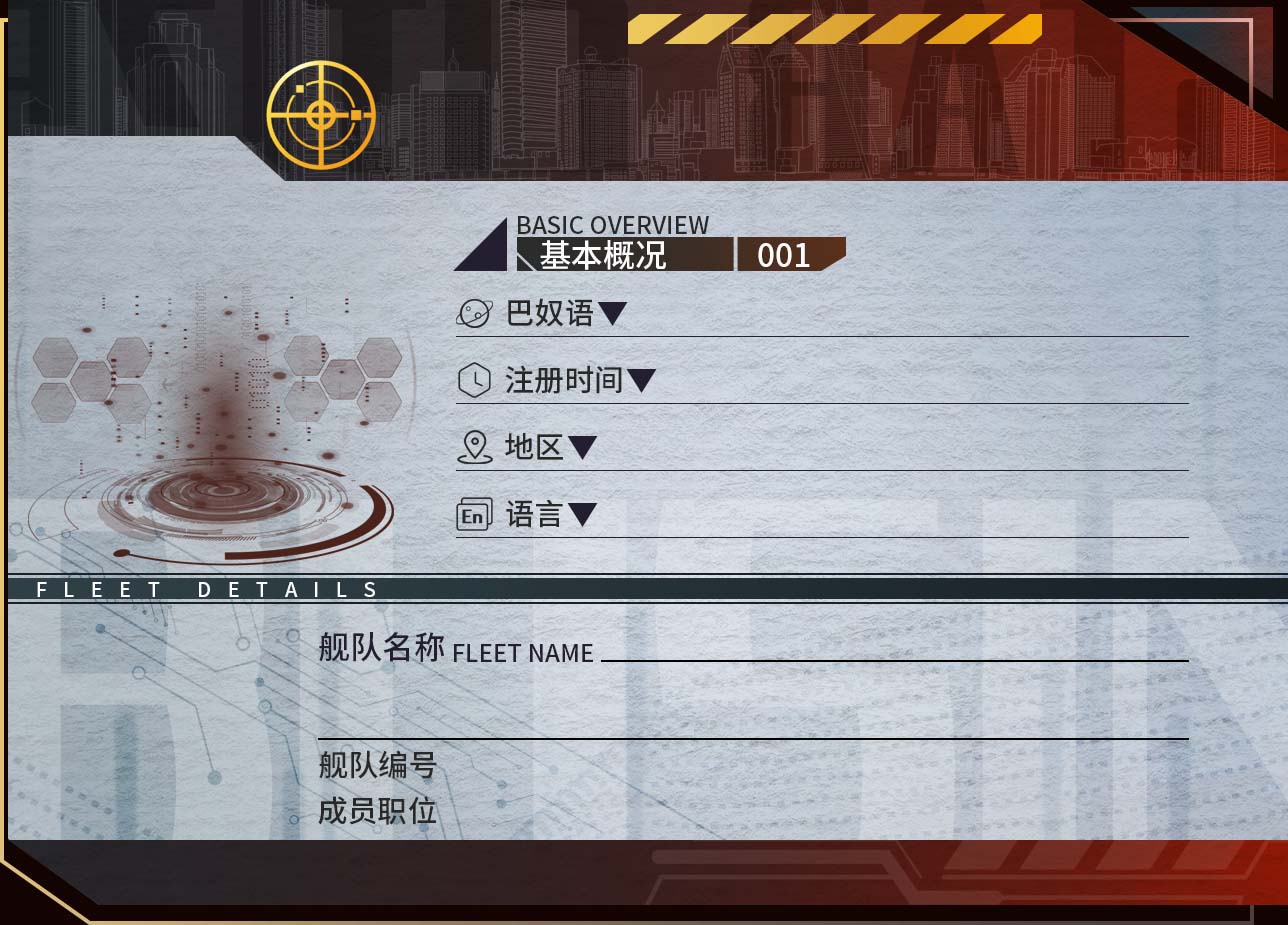 BASIC OVERVIEW
基本概况 001
巴奴语▼
注册时间▼
地区▼
En 语言▼
FLEET DETAILS
舰队名称 FLEET NAME
舰队编号
成员职位